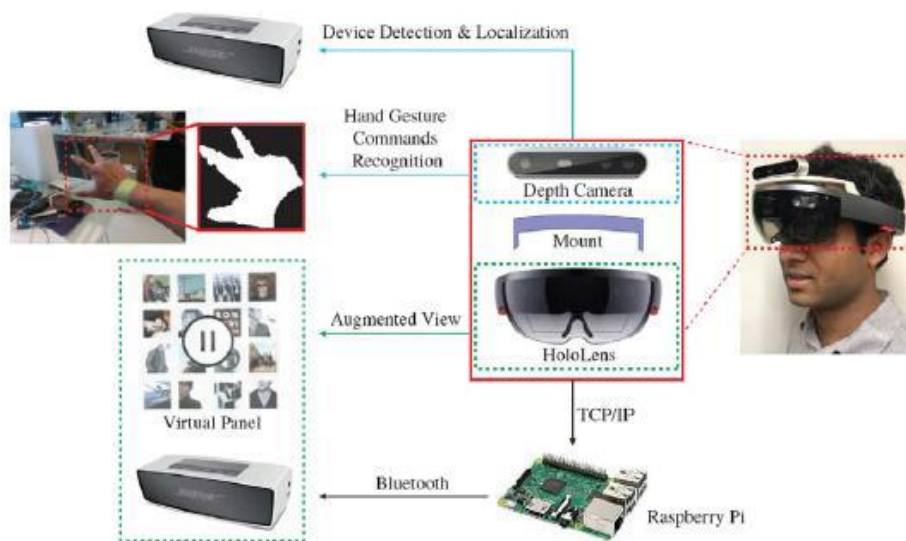 Device Detection & Localization
Hand Gesture
Commands
Recognition
Depth Camera
Mount
Augmented View
HoloLens
Virtual Panel
TCP/IP
Bluetooth
Raspberry Pi